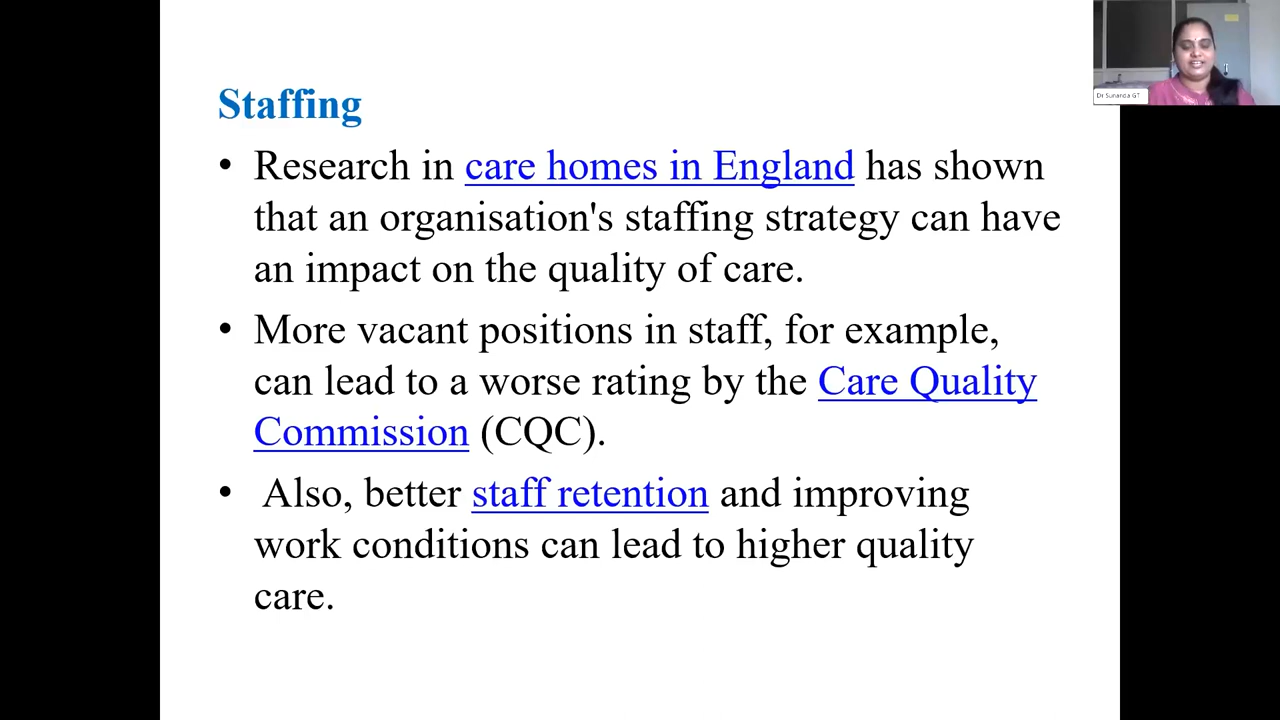 Staffing
• Research in care homes in England has shown
that an organisation's staffing strategy can have
an impact on the quality of care.
• More vacant positions in staff, for example,
can lead to a worse rating by the Care Quality
Commission (CQC).
• Also, better staff retention and improving
work conditions can lead to higher quality
care.
Dr Sunanda GT